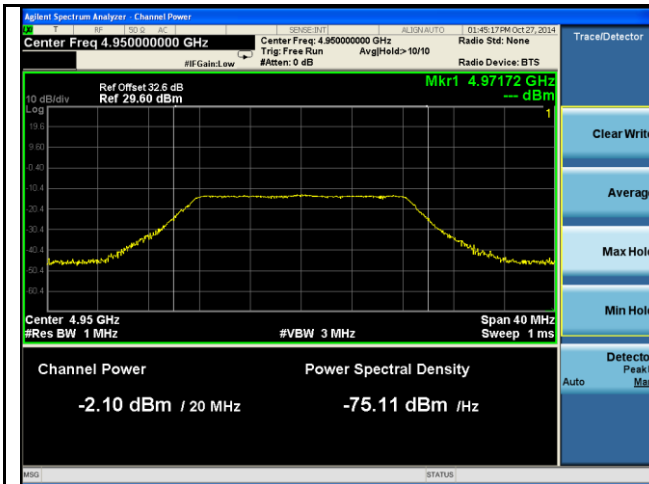 Agilent Spectrum Analyzer - Channel Power
T RF 50 Ω AC SENSE:INT ALIGN AUTO 01:45:17 PM Oct 27, 2014
Center Freq 4.950000000 GHz
Center Freq: 4.950000000 GHz Radio Std: None
Trig: Free Run Avg|Hold:> 10/10
#IFGain:Low #Atten: 0 dB Radio Device: BTS
Trace/Detector
Ref Offset 32.6 dB
Ref 29.60 dBm
10 dB/div
Log
Mkr1 4.97172 GHz
--- dBm
1
19.6
9.60
-0.40
-10.4
-20.4
-30.4
-40.4
-50.4
-60.4
Center 4.95 GHz Span 40 MHz
#Res BW 1 MHz #VBW 3 MHz Sweep 1 ms
Channel Power Power Spectral Density
-2.10 dBm / 20 MHz -75.11 dBm /Hz
Clear Write
Average
Max Hold
Min Hold
Detector
Peak
Auto Ma
MSG STATUS